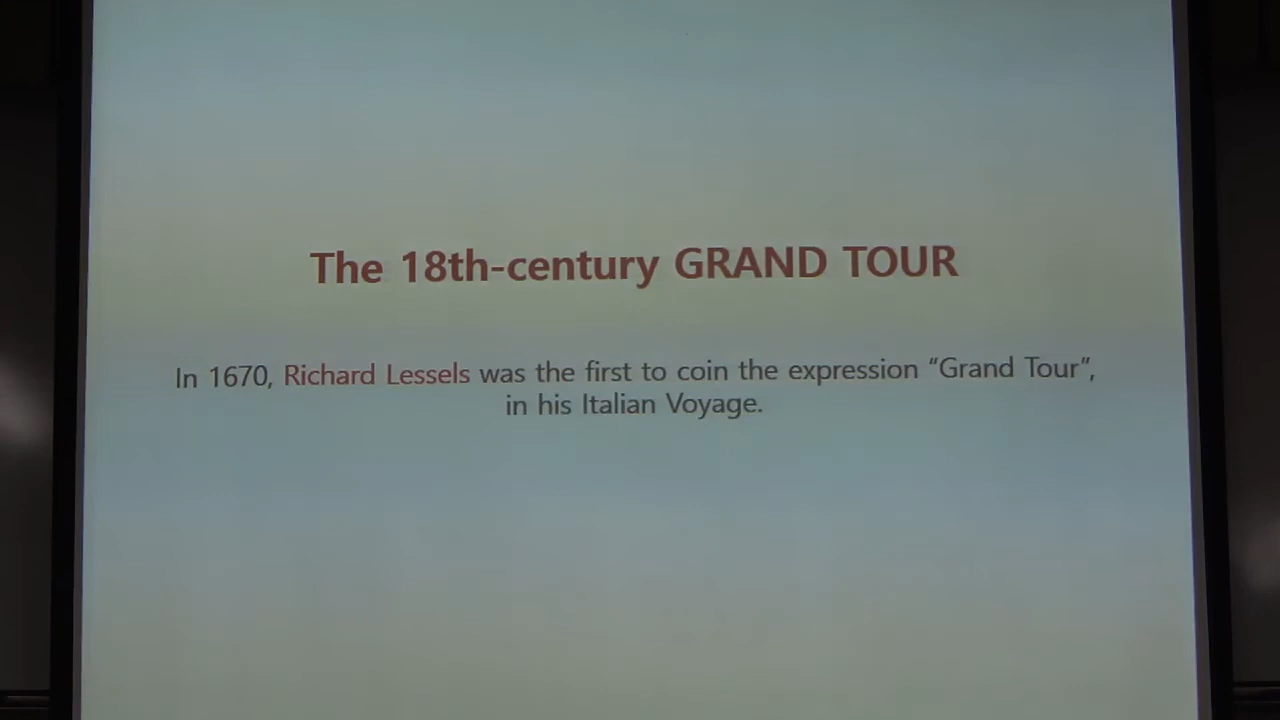 The 18th-century GRAND TOUR
In 1670, Richard Lessels was the first to coin the expression “Grand Tour”,
in his Italian Voyage.